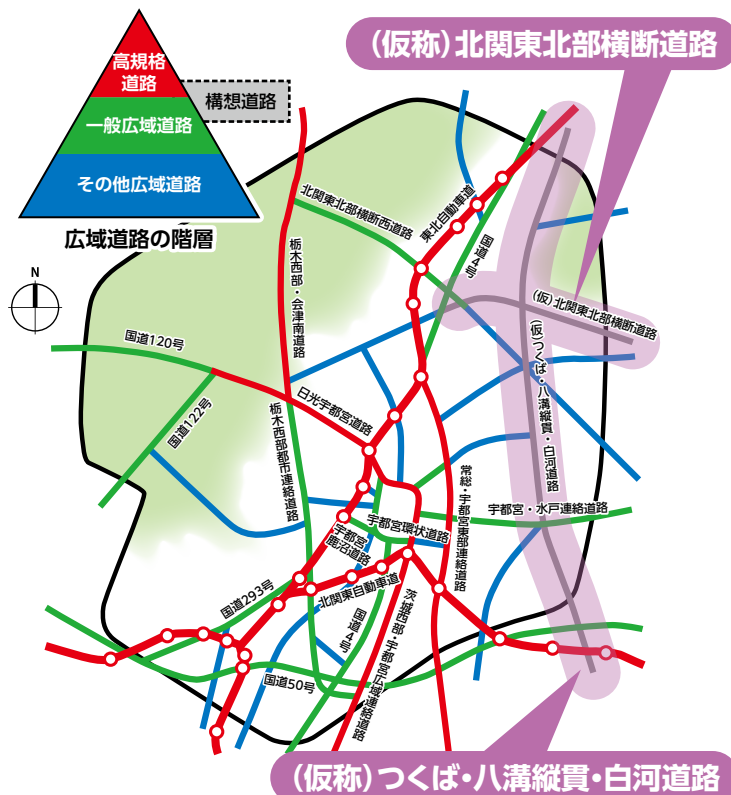 （仮称）北関東北部横断道路
高規格
道路
構想道路
一般広域道路
その他広域道路
広域道路の階層
N
北関東北部横断西道路
東北自動車道
国道4号
栃木西部・会津南道路
（仮）北関東北部横断道路
（仮）つくば・八溝縦貫・白河道路
国道120号
国道122号
日光宇都宮道路
栃木西部都市連絡道路
常総・宇都宮東部連絡道路
宇都宮・水戸連絡道路
宇都宮環状道路
宇都宮
鹿沼道路
北関東自動車道
国道293号
国道4号
茨城西部・宇都宮広域連絡道路
国道50号
（仮称）つくば・八溝縦貫・白河道路